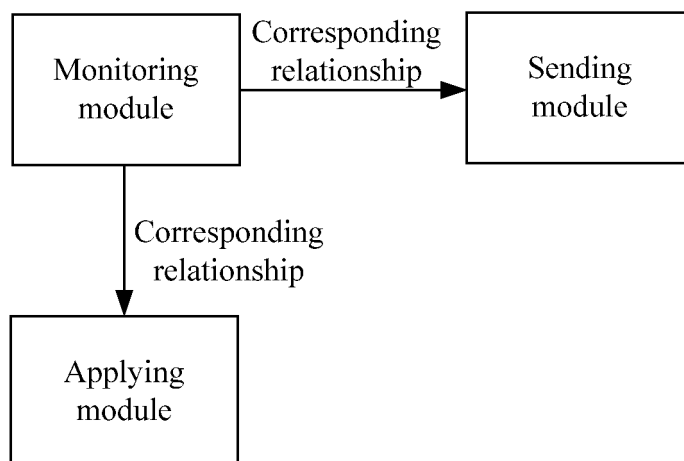 Monitoring
module
Corresponding
relationship
Sending
module
Corresponding
relationship
Applying
module